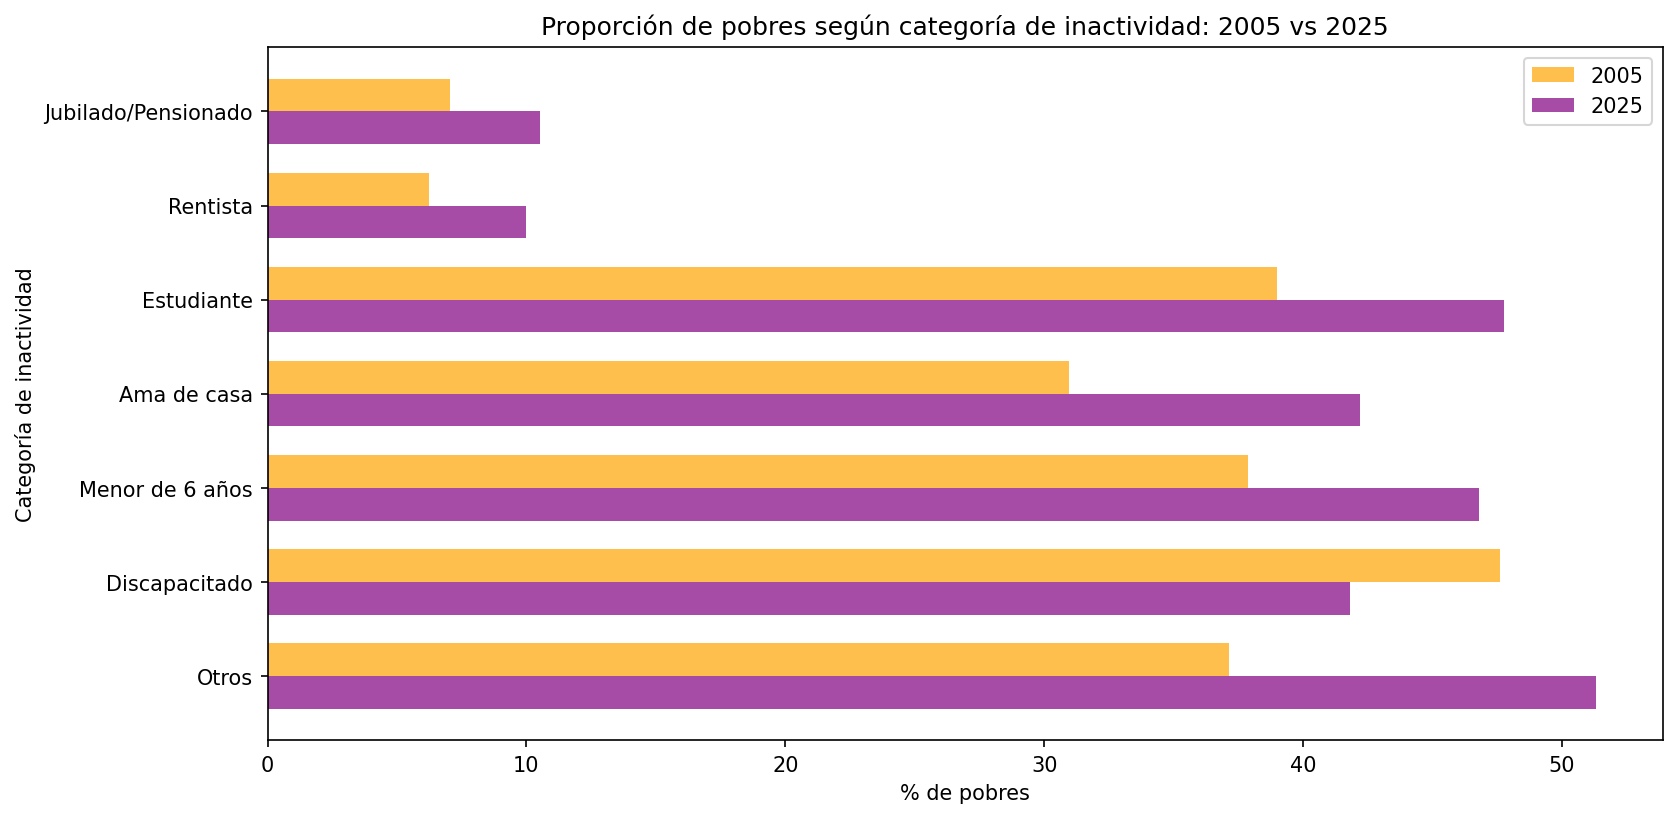 Proporción de pobres según categoría de inactividad: 2005 vs 2025
2005
2025
Categoría de inactividad
Jubilado/Pensionado
Rentista
Estudiante
Ama de casa
Menor de 6 años
Discapacitado
Otros
0 10 20 30 40 50
% de pobres